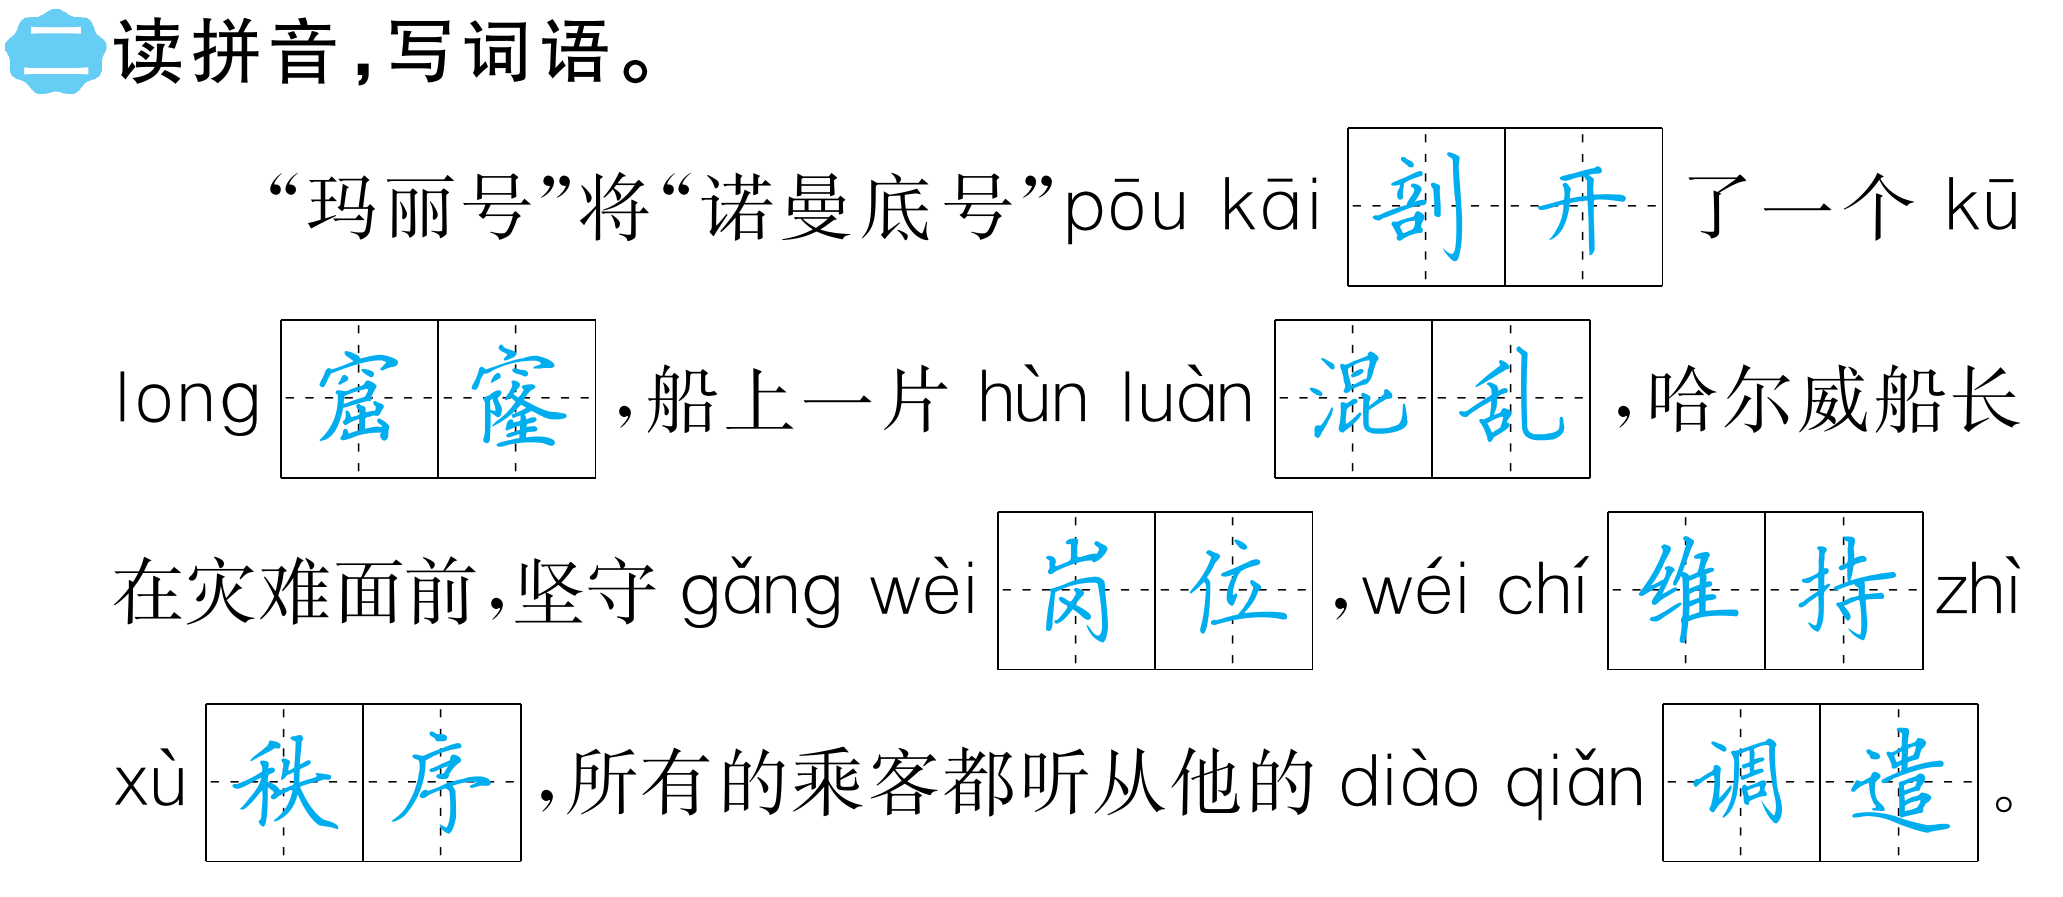 二 读拼音,写词语。
“玛丽号”将“诺曼底号”pōu kāi 剖开 了一个 kū
long 窟窿 ,船上一片 hùn luàn 混乱 ,哈尔威船长
在灾难面前,坚守 gǎng wèi 岗位 ,wéi chí 维持 zhì
xù 秩序 ,所有的乘客都听从他的 diào qiǎn 调遣 。